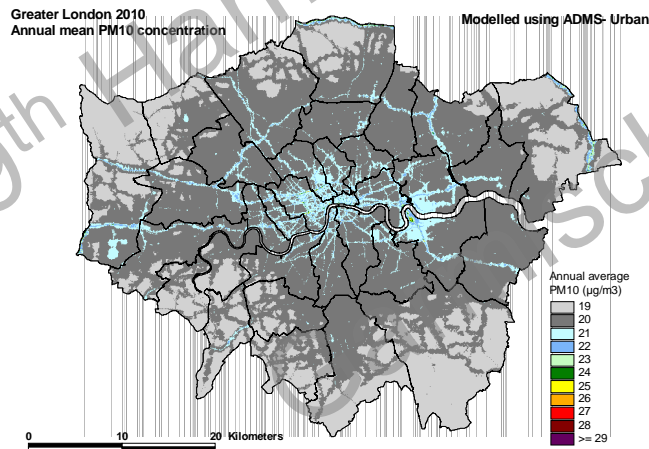 Greater London 2010
Annual mean PM10 concentration
Modelled using ADMS- Urban
Annual average
PM10 (µg/m3)
19
20
21
22
23
24
25
26
27
28
>= 29
0 10 20 Kilometers